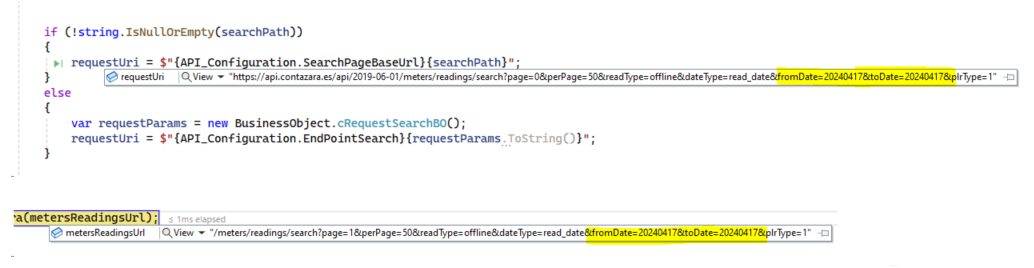 if (!string.IsNullOrEmpty(searchPath))
{
requestUri = $"{API_Configuration.SearchPageBaseUrl}{searchPath}";
}
requestUri View "https://api.contazara.es/api/2019-06-01/meters/readings/search?page=0&perPage=50&readType=offline&dateType=read_date&fromDate=20240417&toDate=20240417&plrType=1"
else
{
var requestParams = new BusinessObject.cRequestSearchBO();
requestUri = $"{API_Configuration.EndPointSearch}{requestParams.ToString()}";
}
ra(metersReadingsUrl); ≤ 1ms elapsed
metersReadingsUrl View "/meters/readings/search?page=1&perPage=50&readType=offline&dateType=read_date&fromDate=20240417&toDate=20240417&plrType=1"